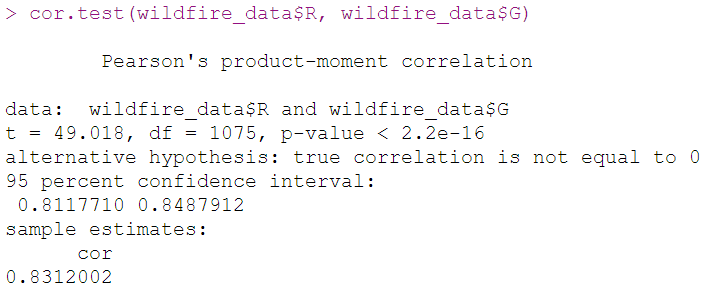 > cor.test(wildfire_data$R, wildfire_data$G)
Pearson's product-moment correlation
data:  wildfire_data$R and wildfire_data$G
t = 49.018, df = 1075, p-value < 2.2e-16
alternative hypothesis: true correlation is not equal to 0
95 percent confidence interval:
0.8117710 0.8487912
sample estimates:
cor
0.8312002